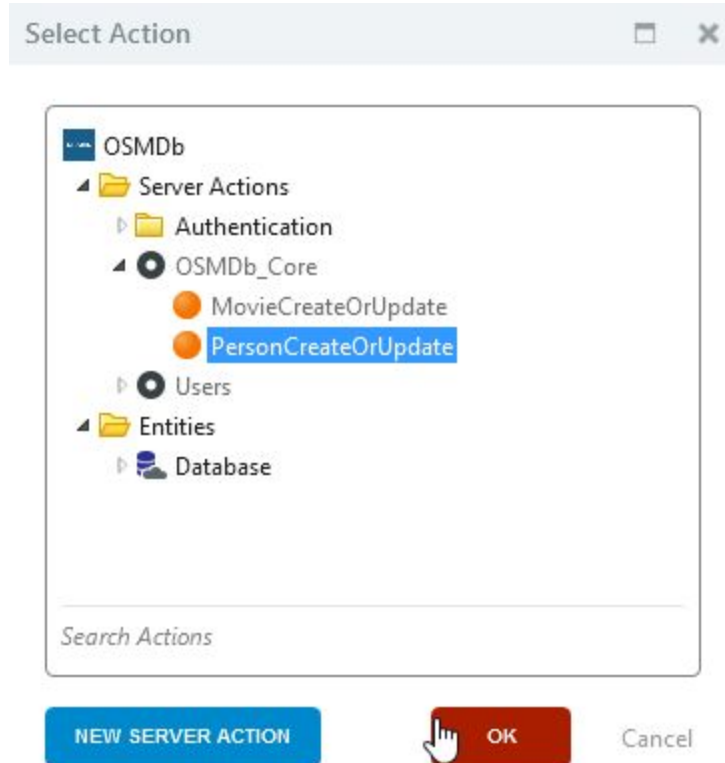 Select Action
OSMDb
Server Actions
Authentication
OSMDb_Core
MovieCreateOrUpdate
PersonCreateOrUpdate
Users
Entities
Database
Search Actions
NEW SERVER ACTION
OK
Cancel